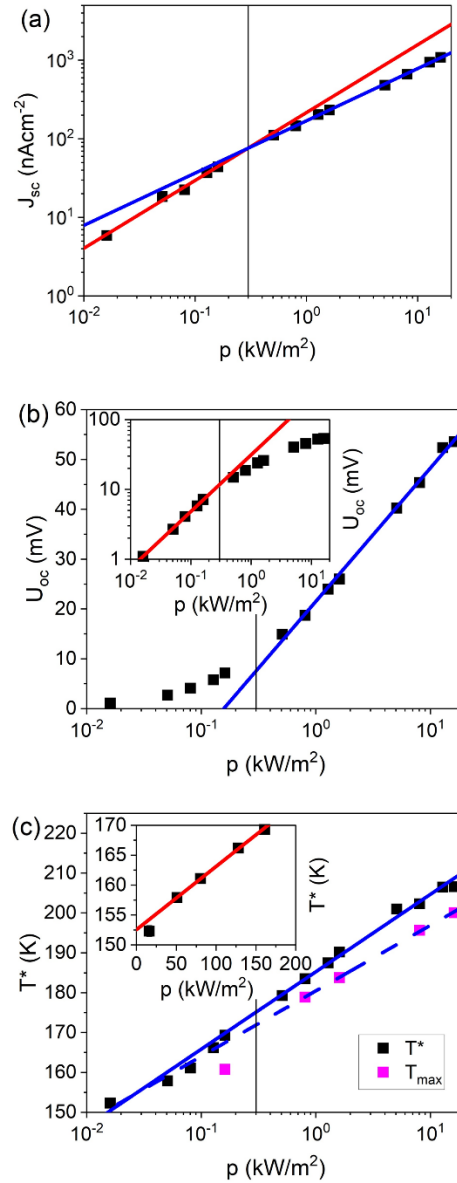 (a)
10³
10²
10¹
10⁰
J_sc (nAcm⁻²)
10⁻² 10⁻¹ 10⁰ 10¹
p (kW/m²)
(b)
60
50
40
30
20
10
0
U_oc (mV)
100
10
1
U_oc (mV)
10⁻² 10⁻¹ 10⁰ 10¹
p (kW/m²)
10⁻² 10⁻¹ 10⁰ 10¹
p (kW/m²)
(c)
220
210
200
190
180
170
160
150
T* (K)
170
165
160
155
150
T* (K)
0 50 100 150 200
p (kW/m²)
T*
T_max
10⁻² 10⁻¹ 10⁰ 10¹
p (kW/m²)